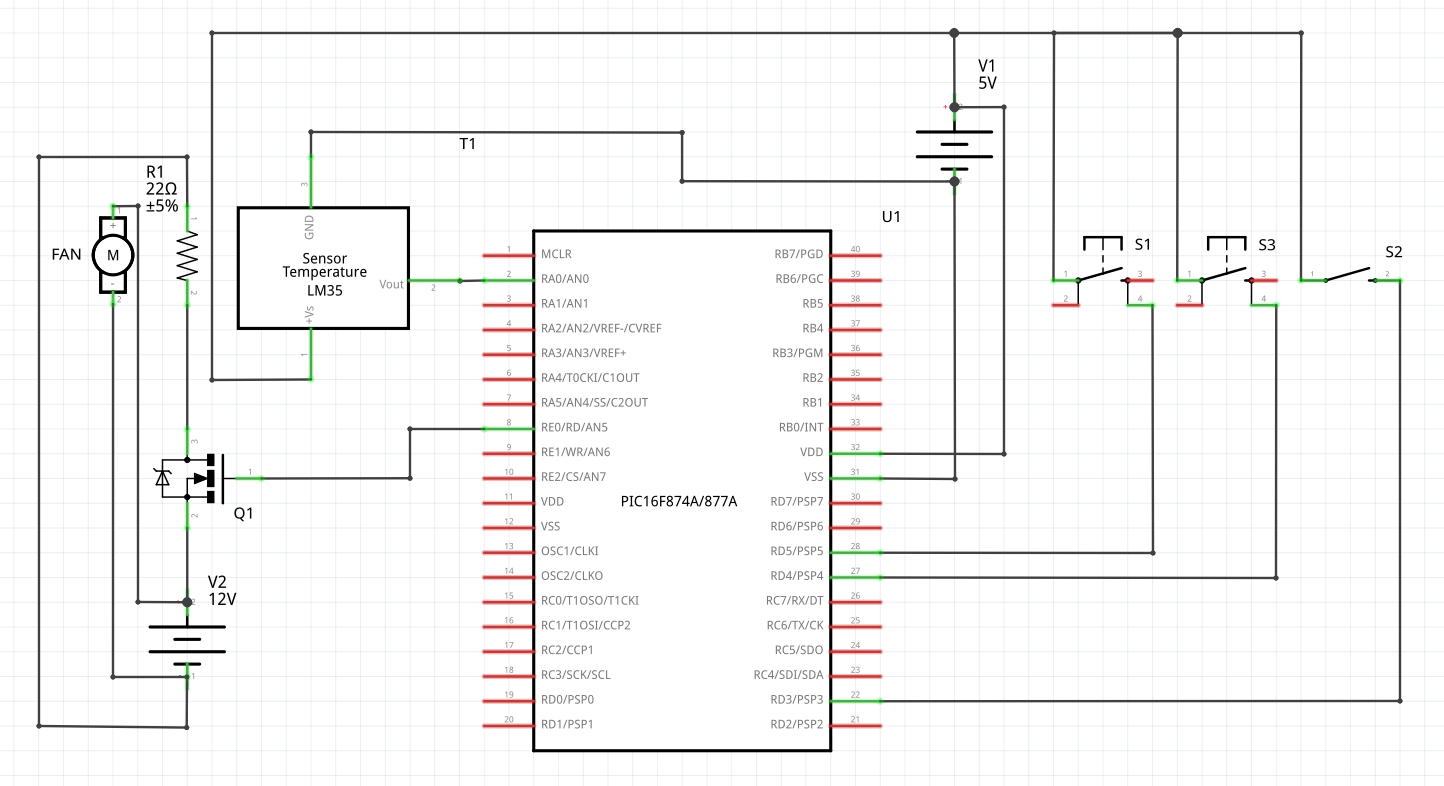 V1
5V
+
T1
R1
22Ω
±5%
1
FAN
+
M
-
2
1
2
3
GND
Sensor
Temperature
LM35
Vout
2
+Vs
1
U1
1 MCLR
2 RA0/AN0
3 RA1/AN1
4 RA2/AN2/VREF-/CVREF
5 RA3/AN3/VREF+
6 RA4/T0CKI/C1OUT
7 RA5/AN4/SS/C2OUT
8 RE0/RD/AN5
9 RE1/WR/AN6
10 RE2/CS/AN7
11 VDD
12 VSS
13 OSC1/CLKI
14 OSC2/CLKO
15 RC0/T1OSO/T1CKI
16 RC1/T1OSI/CCP2
17 RC2/CCP1
18 RC3/SCK/SCL
19 RD0/PSP0
20 RD1/PSP1
PIC16F874A/877A
RB7/PGD 40
RB6/PGC 39
RB5 38
RB4 37
RB3/PGM 36
RB2 35
RB1 34
RB0/INT 33
VDD 32
VSS 31
RD7/PSP7 30
RD6/PSP6 29
RD5/PSP5 28
RD4/PSP4 27
RC7/RX/DT 26
RC6/TX/CK 25
RC5/SDO 24
RC4/SDI/SDA 23
RD3/PSP3 22
RD2/PSP2 21
S1
1 3
2 4
S3
1 3
2 4
S2
1 2
3
1
2
Q1
V2
12V
1